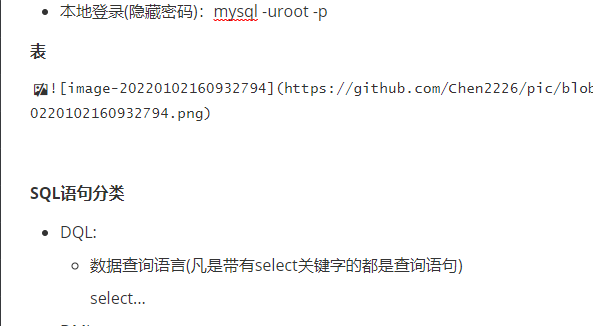 本地登录(隐藏密码)：mysql -uroot -p
表
![image-20220102160932794](https://github.com/Chen2226/pic/blob
0220102160932794.png)
SQL语句分类
DQL:
数据查询语言(凡是带有select关键字的都是查询语句)
select...